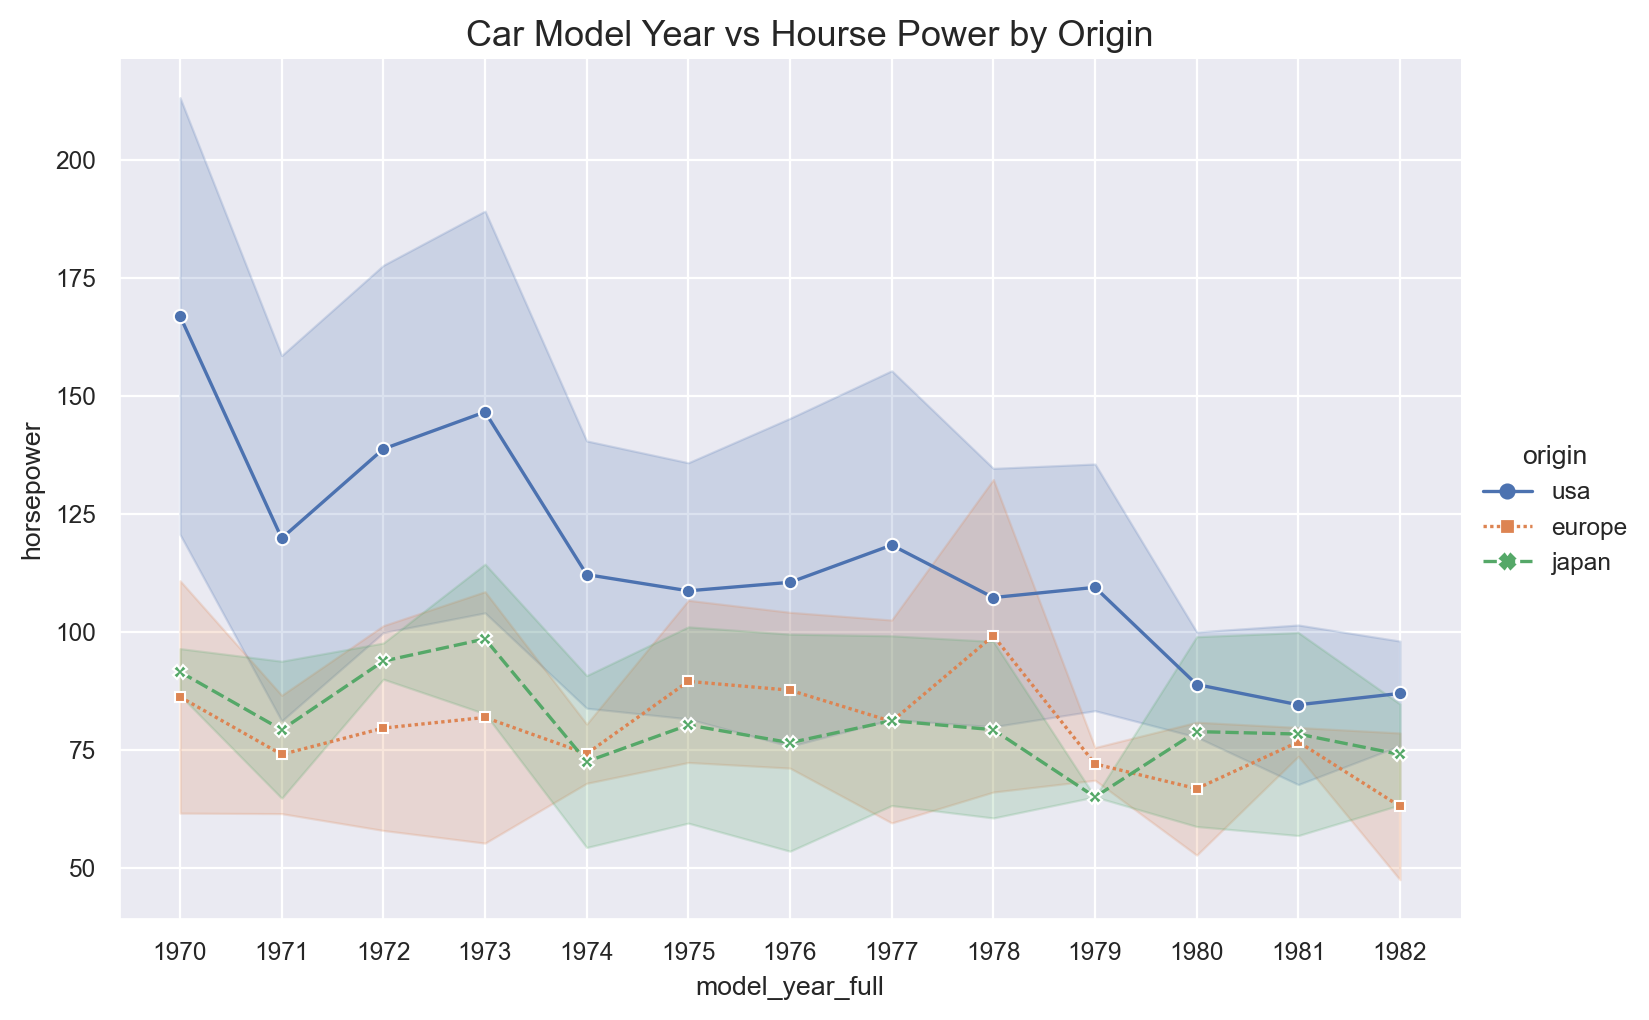 Car Model Year vs Hourse Power by Origin
200
175
150
125
100
75
50
horsepower
1970 1971 1972 1973 1974 1975 1976 1977 1978 1979 1980 1981 1982
model_year_full
origin
usa
europe
japan